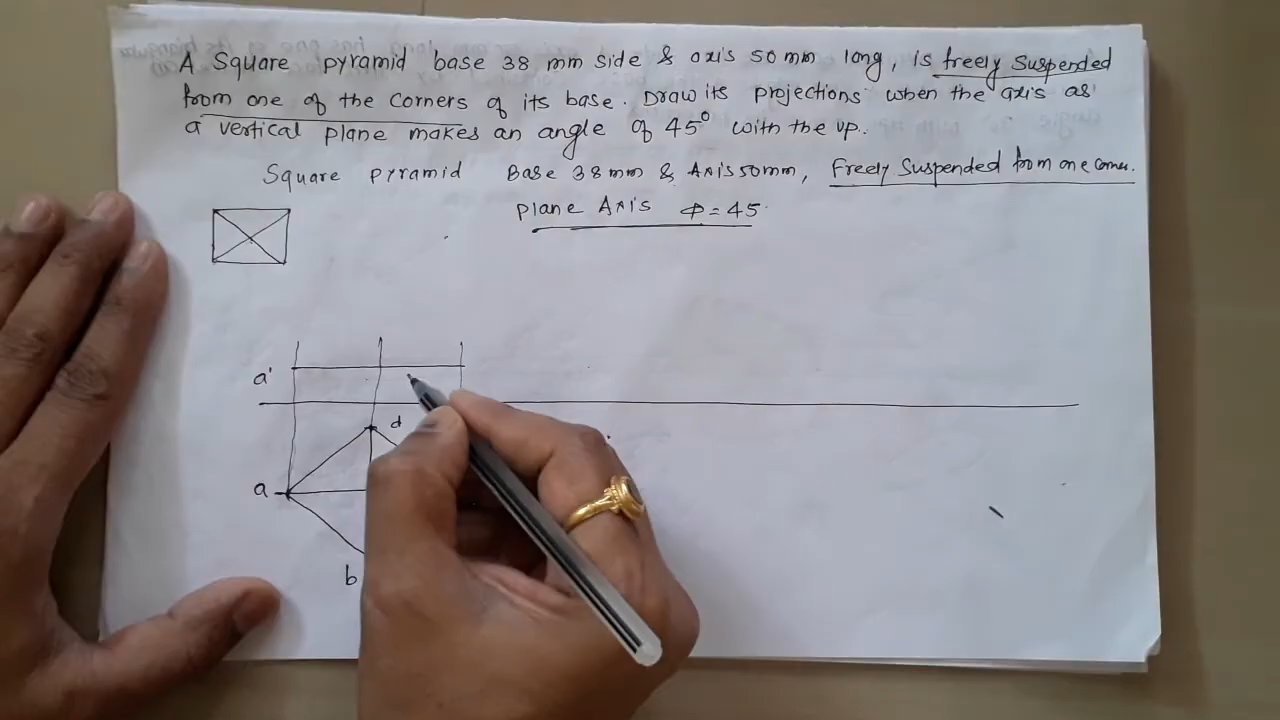 A Square pyramid base 38 mm side & axis 50 mm long, is freely suspended
from one of the corners of its base. Draw its projections when the axis as
a vertical plane makes an angle of 45° with the vp.
Square pyramid Base 38mm & Axis 50mm, Freely Suspended from one corner.
plane Axis φ=45
a'
d
a
b